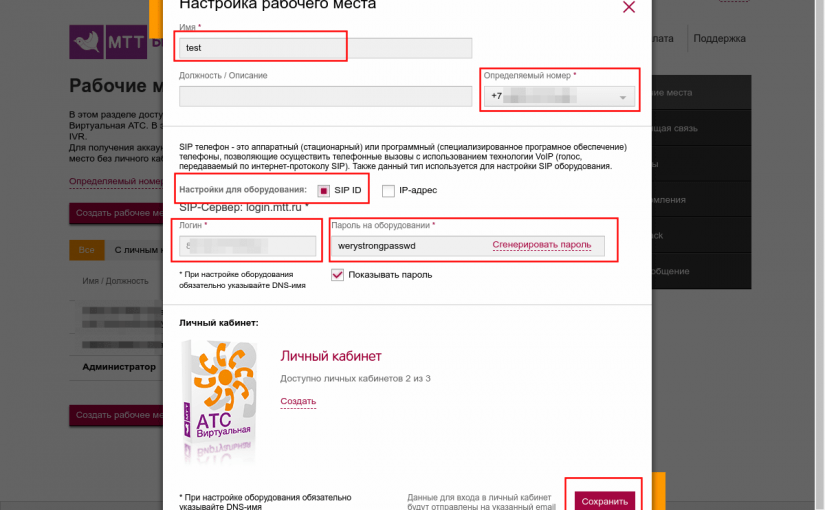 Настройка рабочего места
МТТ
Имя *
лата
Поддержка
test
Рабочие м
Должность / Описание
Определяемый номер *
+7
ие места
В этом разделе досту
Виртуальная АТС. В з
IVR.
Для получения аккаун
место без личного ка
щая связь
SIP телефон - это аппаратный (стационарный) или программный (специализированное програмное обеспечение)
телефоны, позволяющие осуществить телефонные вызовы с использованием технологии VoIP (голос,
передаваемый по интернет-протоколу SIP). Также данный тип используется для настройки SIP оборудования.
ы
Определяемый номер
Настройки для оборудования:
SIP ID
IP-адрес
мления
Создать рабочее ме
SIP-Сервер: login.mtt.ru *
Логин *
Пароль на оборудовании *
ck
Все
С личным к
werystrongpasswd
Сгенерировать пароль
общение
Имя / Должность
* При настройке оборудования
обязательно указывайте DNS-имя
Показывать пароль
Личный кабинет:
Администратор
Личный кабинет
Доступно личных кабинетов 2 из 3
Создать
Создать рабочее ме
МТТ
АТС
Виртуальная
* При настройке оборудования обязательно
указывайте DNS-имя
Данные для входа в личный кабинет
будут отправлены на указанный email
Сохранить